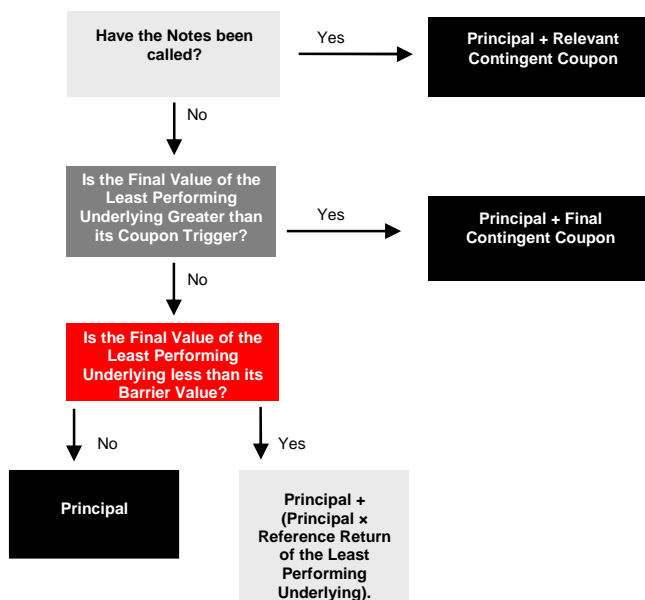 Have the Notes been
called?
Yes
Principal + Relevant
Contingent Coupon
No
Is the Final Value of the
Least Performing
Underlying Greater than
its Coupon Trigger?
Yes
Principal + Final
Contingent Coupon
No
Is the Final Value of the
Least Performing
Underlying less than its
Barrier Value?
No
Yes
Principal
Principal +
(Principal ×
Reference Return
of the Least
Performing
Underlying).